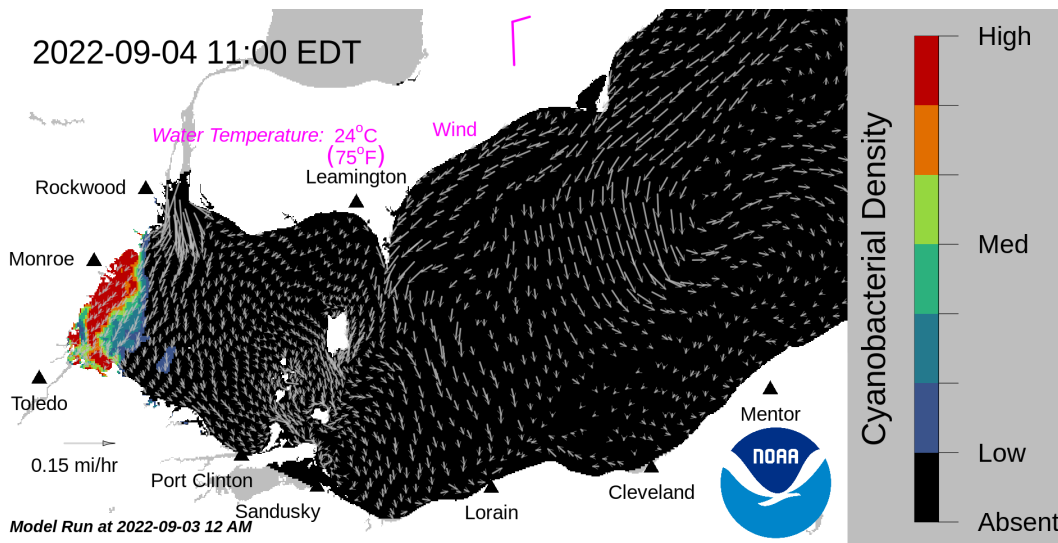 2022-09-04 11:00 EDT
Wind
Water Temperature: 24°C
(75°F)
Leamington
Rockwood
Monroe
Toledo
0.15 mi/hr
Port Clinton
Sandusky
Lorain
Cleveland
Mentor
NOAA
Model Run at 2022-09-03 12 AM
Cyanobacterial Density
High
Med
Low
Absent